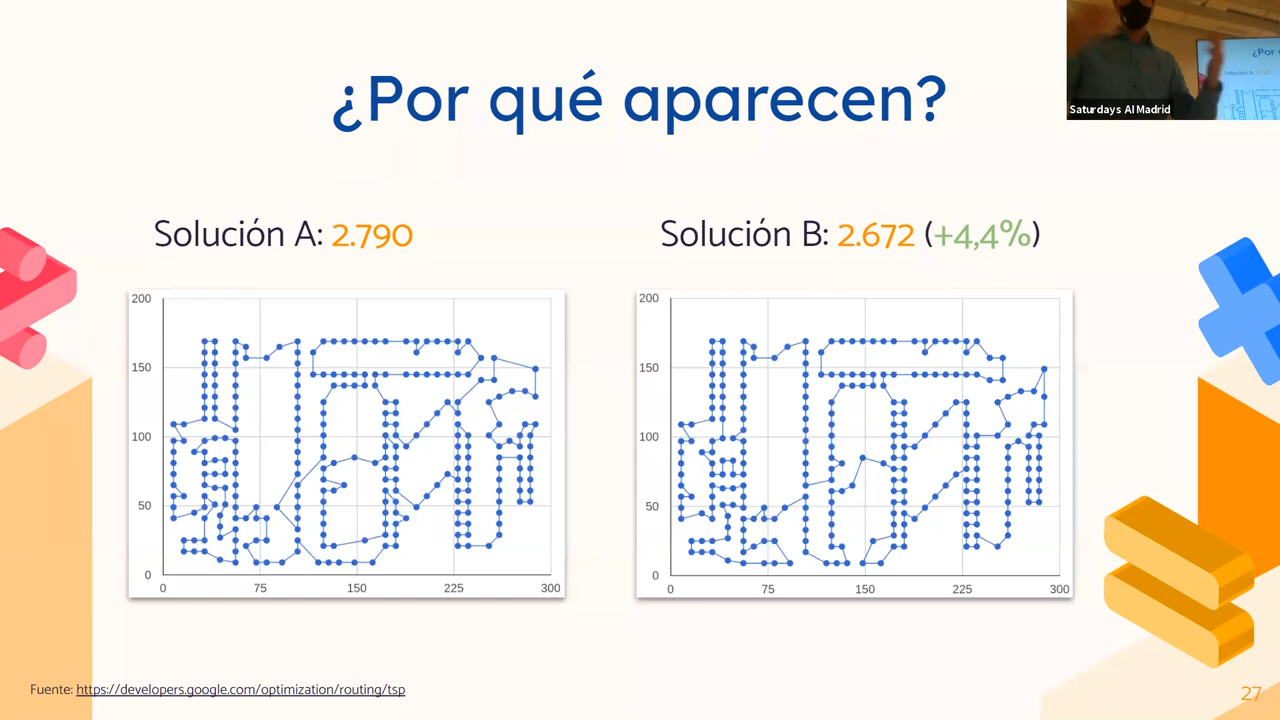 ¿Por qué aparecen?
Saturdays AI Madrid
Solución A: 2.790
Solución B: 2.672 (+4,4%)
200
150
100
50
0
0 75 150 225 300
200
150
100
50
0
0 75 150 225 300
Fuente: https://developers.google.com/optimization/routing/tsp
27